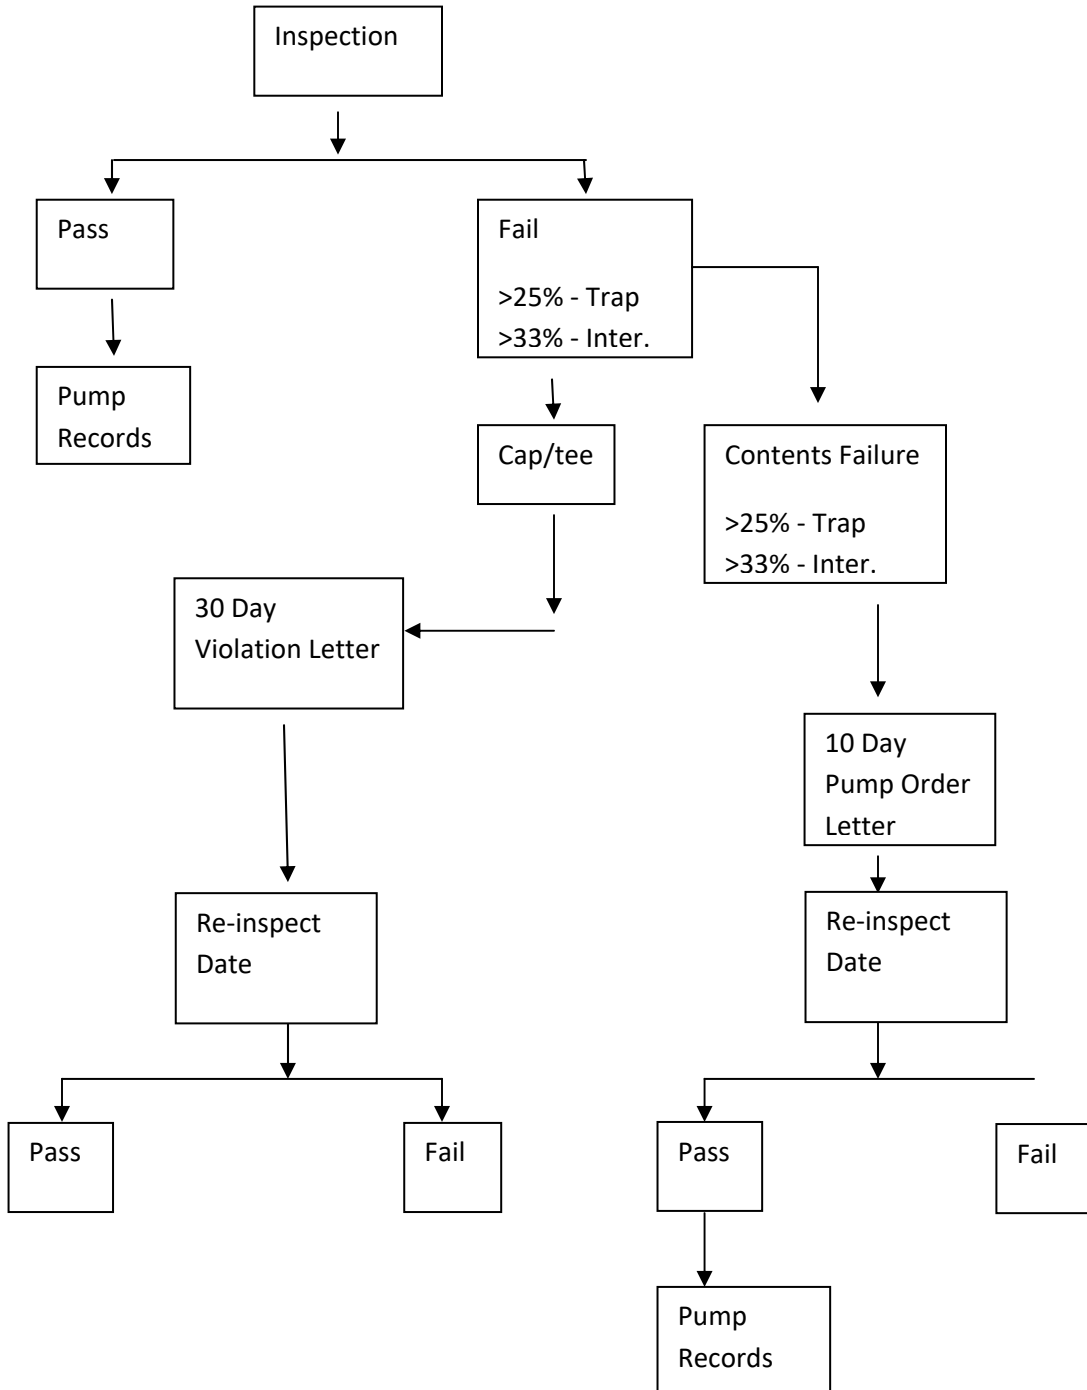 Inspection
Pass
Fail
>25% - Trap
>33% - Inter.
Pump
Records
Cap/tee
Contents Failure
>25% - Trap
>33% - Inter.
30 Day
Violation Letter
10 Day
Pump Order
Letter
Re-inspect
Date
Re-inspect
Date
Pass
Fail
Pass
Fail
Pump
Records